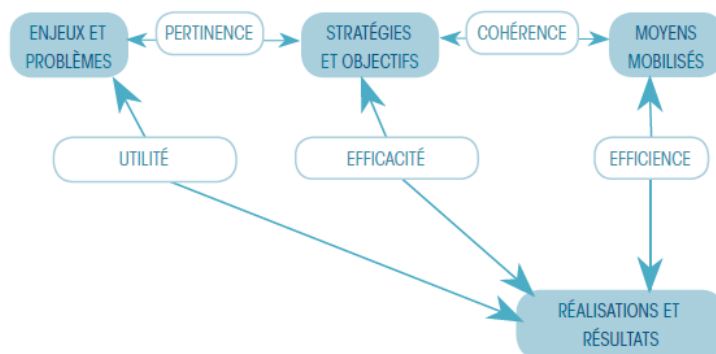 ENJEUX ET
PROBLÈMES
PERTINENCE
STRATÉGIES
ET OBJECTIFS
COHÉRENCE
MOYENS
MOBILISÉS
UTILITÉ
EFFICACITÉ
EFFICIENCE
RÉALISATIONS ET
RÉSULTATS